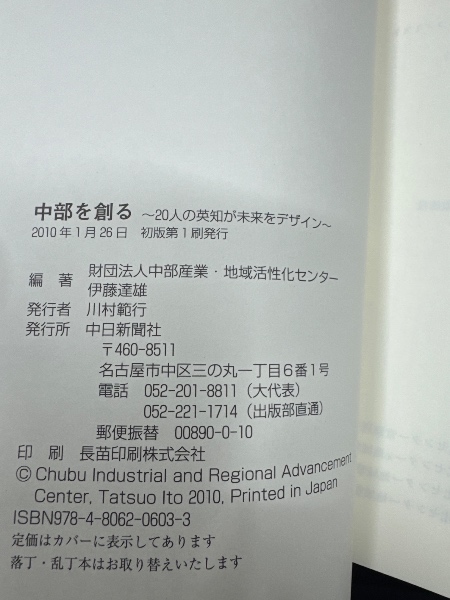 中部を創る ～20人の英知が未来をデザイン～
2010年1月26日 初版第1刷発行
編 著 財団法人中部産業・地域活性化センター
伊藤達雄
発行者 川村範行
発行所 中日新聞社
〒460-8511
名古屋市中区三の丸一丁目6番1号
電話 052-201-8811（大代表）
052-221-1714（出版部直通）
郵便振替 00890-0-10
印 刷 長苗印刷株式会社
© Chubu Industrial and Regional Advancement
Center, Tatsuo Ito 2010, Printed in Japan
ISBN978-4-8062-0603-3
定価はカバーに表示してあります
落丁・乱丁本はお取り替えいたします